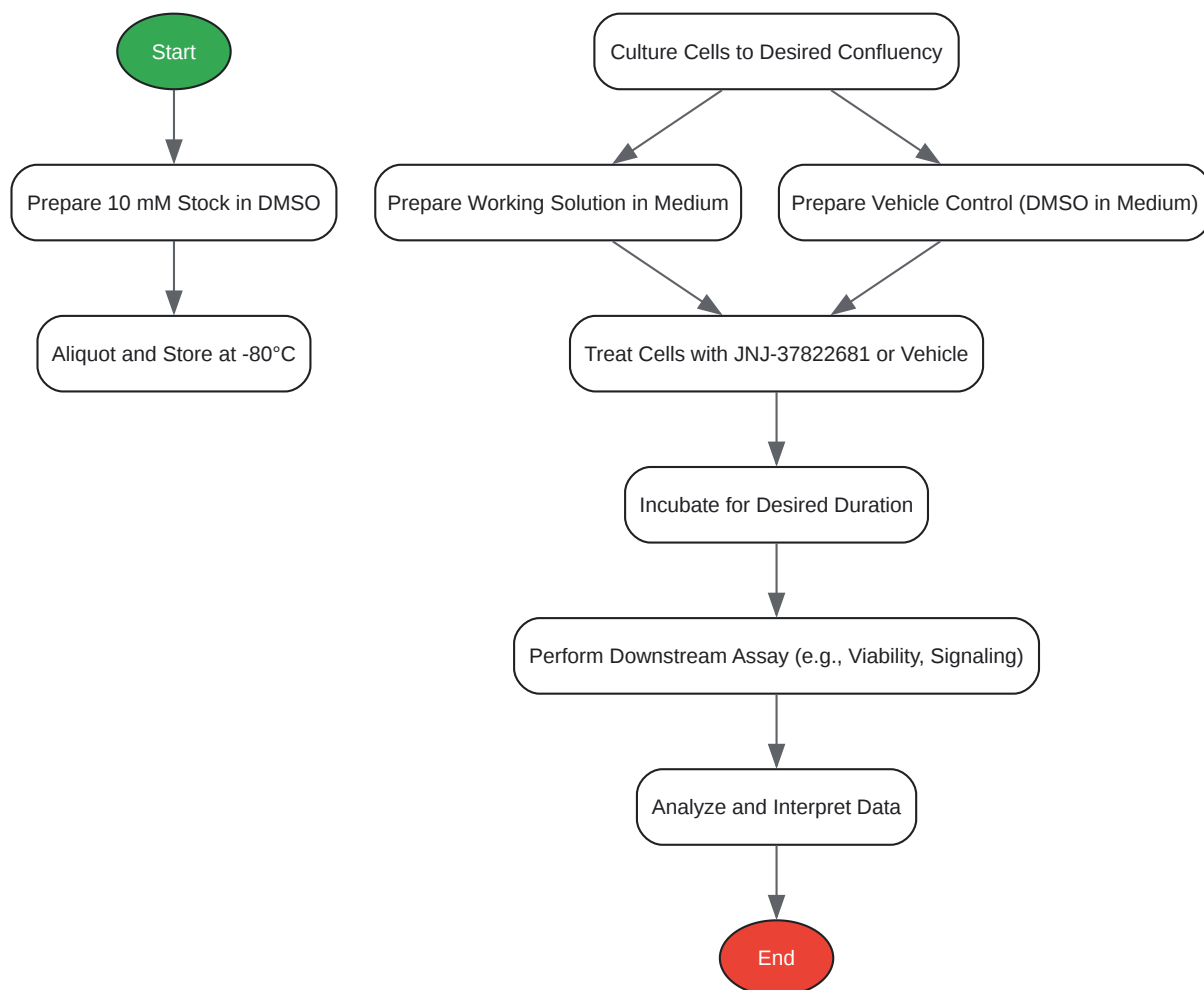 Start
Culture Cells to Desired Confluency
Prepare 10 mM Stock in DMSO
Prepare Working Solution in Medium
Prepare Vehicle Control (DMSO in Medium)
Aliquot and Store at -80°C
Treat Cells with JNJ-37822681 or Vehicle
Incubate for Desired Duration
Perform Downstream Assay (e.g., Viability, Signaling)
Analyze and Interpret Data
End